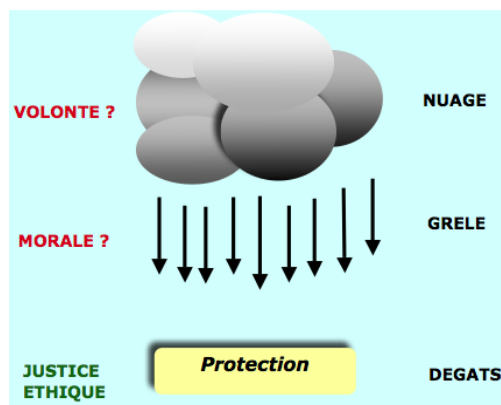 VOLONTE ?
NUAGE
MORALE ?
GRELE
Protection
JUSTICE
ETHIQUE
DEGATS